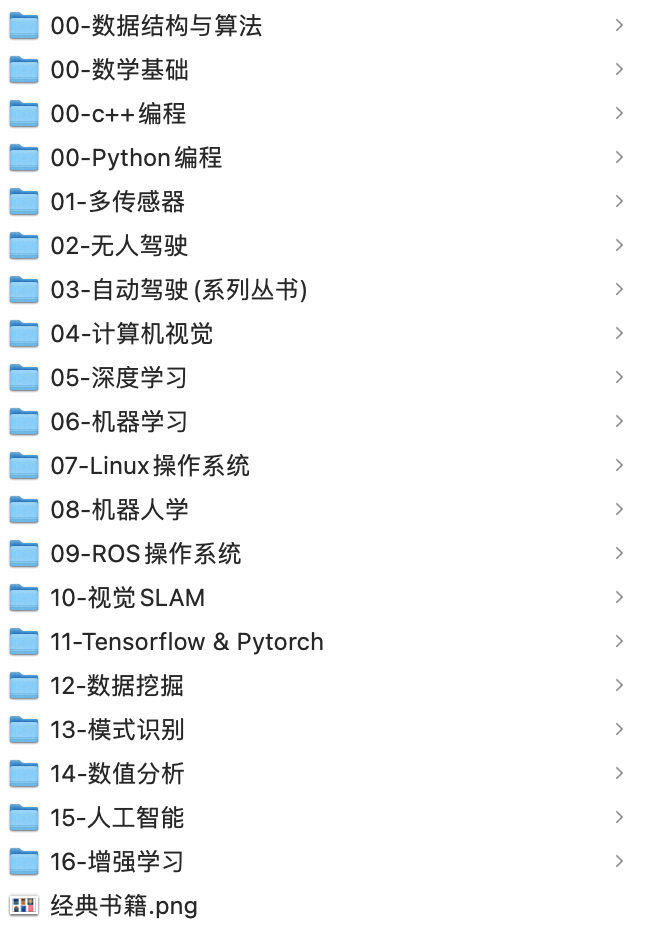 00-数据结构与算法
00-数学基础
00-c++编程
00-Python编程
01-多传感器
02-无人驾驶
03-自动驾驶(系列丛书)
04-计算机视觉
05-深度学习
06-机器学习
07-Linux操作系统
08-机器人学
09-ROS操作系统
10-视觉SLAM
11-Tensorflow & Pytorch
12-数据挖掘
13-模式识别
14-数值分析
15-人工智能
16-增强学习
经典书籍.png